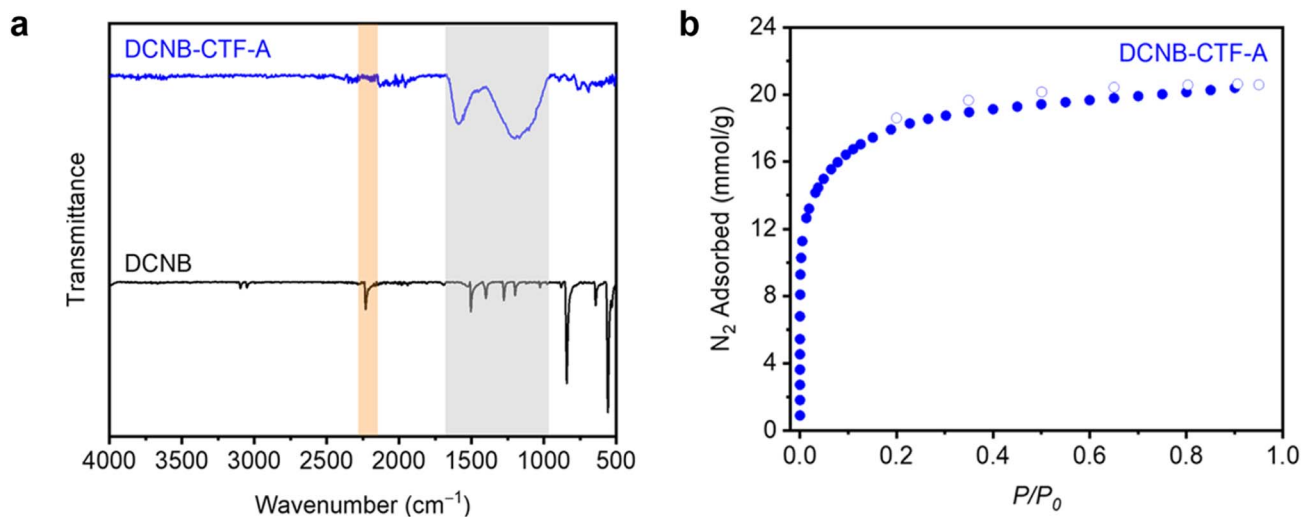 a
DCNB-CTF-A
DCNB
Transmittance
4000 3500 3000 2500 2000 1500 1000 500
Wavenumber (cm⁻¹)
b
DCNB-CTF-A
N₂ Adsorbed (mmol/g)
24
20
16
12
8
4
0
0.0 0.2 0.4 0.6 0.8 1.0
P/P₀